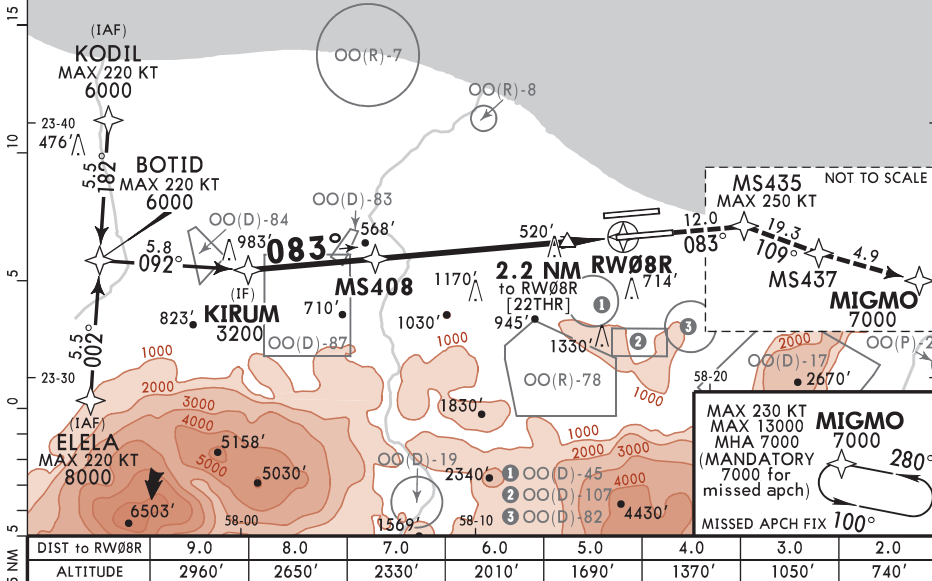 15
(IAF)
KODIL
MAX 220 KT
6000
OO(R)-7
OO(R)-8
23-40
476'
10
5.5
182°
BOTID
MAX 220 KT
6000
OO(D)-83
OO(D)-84
983'
568'
5.8
092°
083°
520'
12.0
083°
MS435
MAX 250 KT
NOT TO SCALE
19.3
109°
4.9
MS437
MIGMO
7000
5
(IF)
KIRUM
3200
MS408
2.2 NM
to RWØ8R
[22THR]
RWØ8R
714'
1170'
823'
710'
1030'
945'
1
2
3
1330'
OO(D)-87
5.5
002°
1000
1000
1000
2000
OO(D)-17
OO(P)-2
23-30
2000
3000
4000
5000
0
(IAF)
ELELA
MAX 220 KT
8000
5158'
5030'
6503'
1830'
OO(R)-78
58-20
2670'
1000
2000
3000
4000
OO(D)-19
2340'
1 OO(D)-45
2 OO(D)-107
3 OO(D)-82
4430'
58-00
1569'
58-10
MAX 230 KT
MAX 13000
MHA 7000
(MANDATORY
7000 for
missed apch)
MIGMO
7000
280°
100°
MISSED APCH FIX
5
5 NM
DIST to RWØ8R 9.0 8.0 7.0 6.0 5.0 4.0 3.0 2.0
ALTITUDE 2960' 2650' 2330' 2010' 1690' 1370' 1050' 740'